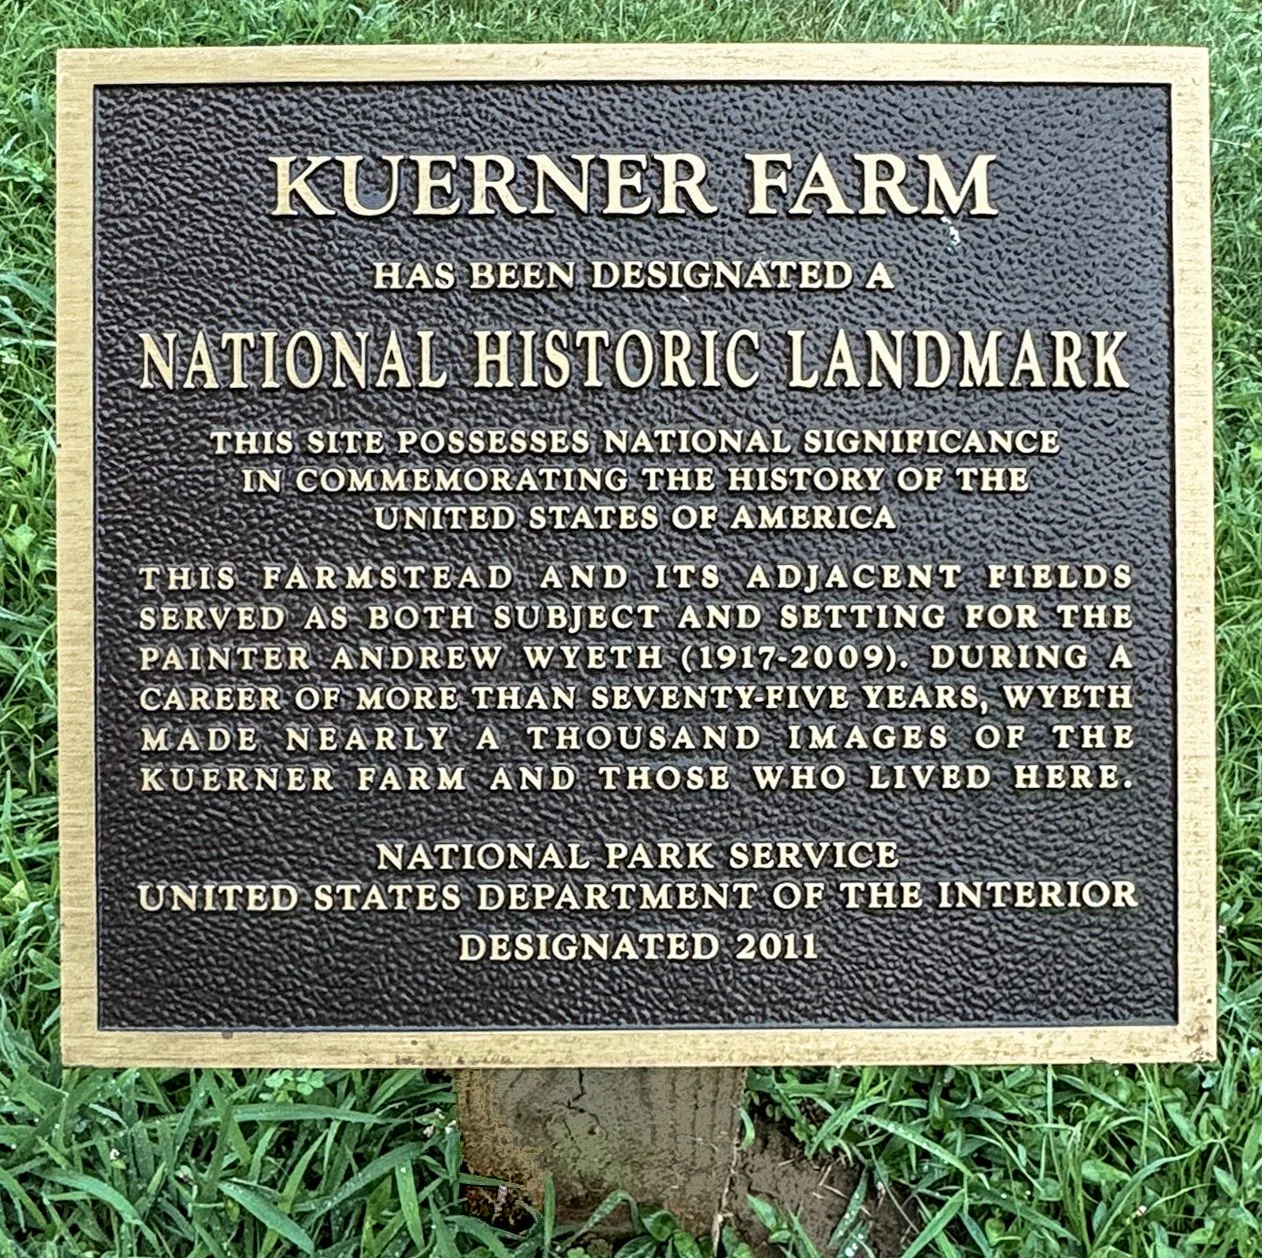 KUERNER FARM
HAS BEEN DESIGNATED A
NATIONAL HISTORIC LANDMARK
THIS SITE POSSESSES NATIONAL SIGNIFICANCE
IN COMMEMORATING THE HISTORY OF THE
UNITED STATES OF AMERICA
THIS FARMSTEAD AND ITS ADJACENT FIELDS
SERVED AS BOTH SUBJECT AND SETTING FOR THE
PAINTER ANDREW WYETH (1917-2009). DURING A
CAREER OF MORE THAN SEVENTY-FIVE YEARS, WYETH
MADE NEARLY A THOUSAND IMAGES OF THE
KUERNER FARM AND THOSE WHO LIVED HERE.
NATIONAL PARK SERVICE
UNITED STATES DEPARTMENT OF THE INTERIOR
DESIGNATED 2011